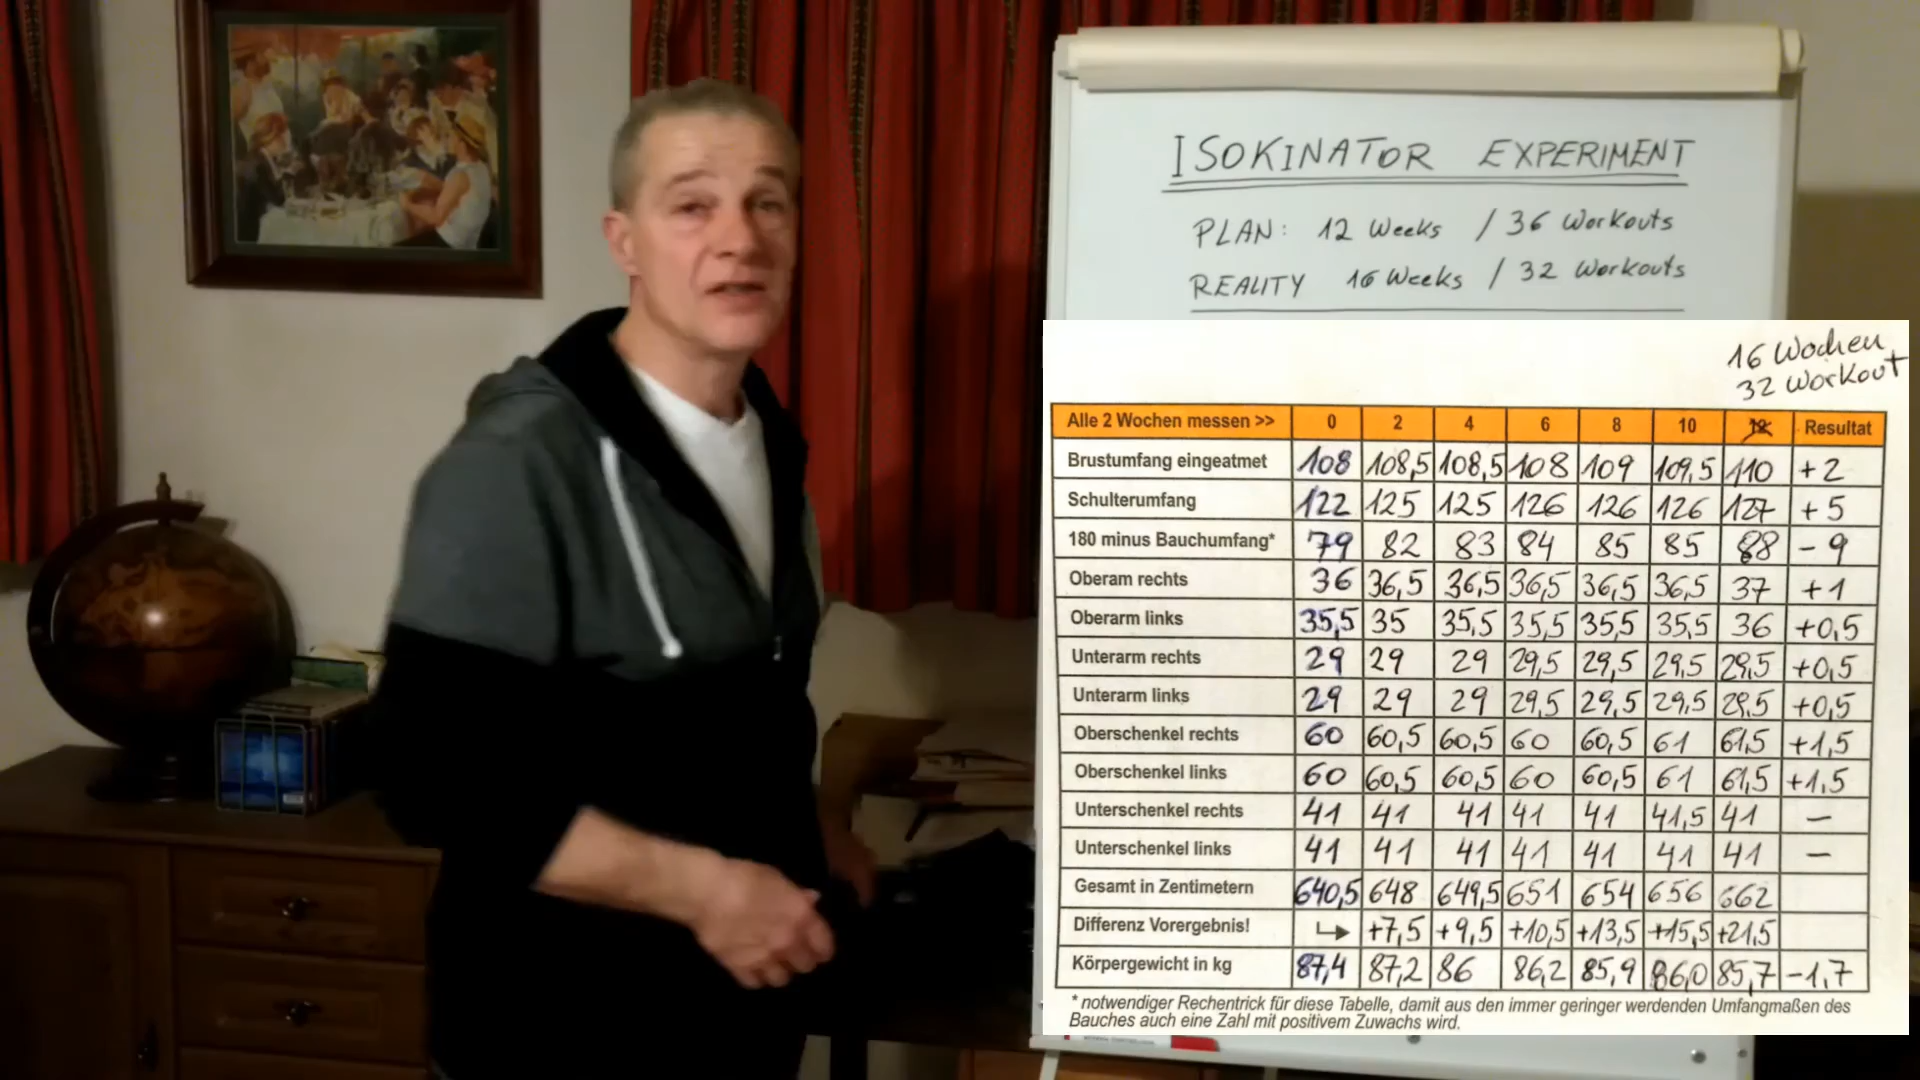 ISOKINATOR EXPERIMENT
PLAN: 12 Weeks / 36 Workouts
REALITY 16 Weeks / 32 Workouts
16 Wochen
32 Workout
Alle 2 Wochen messen >> 0 2 4 6 8 10 12 Resultat
Brustumfang eingeatmet 108 108,5 108,5 108 109 109,5 110 +2
Schulterumfang 122 125 125 126 126 126 127 +5
180 minus Bauchumfang* 79 82 83 84 85 85 88 -9
Oberam rechts 36 36,5 36,5 36,5 36,5 36,5 37 +1
Oberarm links 35,5 35 35,5 35,5 35,5 35,5 36 +0,5
Unterarm rechts 29 29 29 29,5 29,5 29,5 29,5 +0,5
Unterarm links 29 29 29 29,5 29,5 29,5 29,5 +0,5
Oberschenkel rechts 60 60,5 60,5 60 60,5 61 61,5 +1,5
Oberschenkel links 60 60,5 60,5 60 60,5 61 61,5 +1,5
Unterschenkel rechts 41 41 41 41 41 41,5 41 –
Unterschenkel links 41 41 41 41 41 41 41 –
Gesamt in Zentimetern 640,5 648 649,5 651 654 656 662
Differenz Vorergebnis! +7,5 +9,5 +10,5 +13,5 +15,5 +21,5
Körpergewicht in kg 87,4 87,2 86 86,2 85,9 86,0 85,7 -1,7
* notwendiger Rechentrick für diese Tabelle, damit aus den immer geringer werdenden Umfangmaßen des
Bauches auch eine Zahl mit positivem Zuwachs wird.